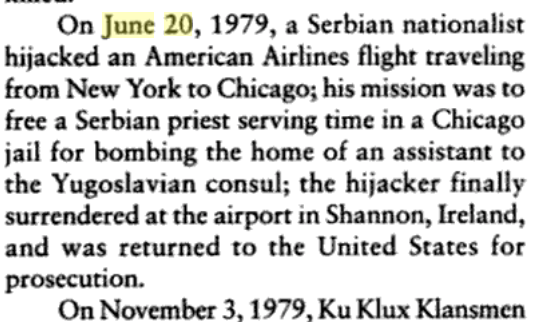 On June 20, 1979, a Serbian nationalist
hijacked an American Airlines flight traveling
from New York to Chicago; his mission was to
free a Serbian priest serving time in a Chicago
jail for bombing the home of an assistant to
the Yugoslavian consul; the hijacker finally
surrendered at the airport in Shannon, Ireland,
and was returned to the United States for
prosecution.
On November 3, 1979, Ku Klux Klansmen